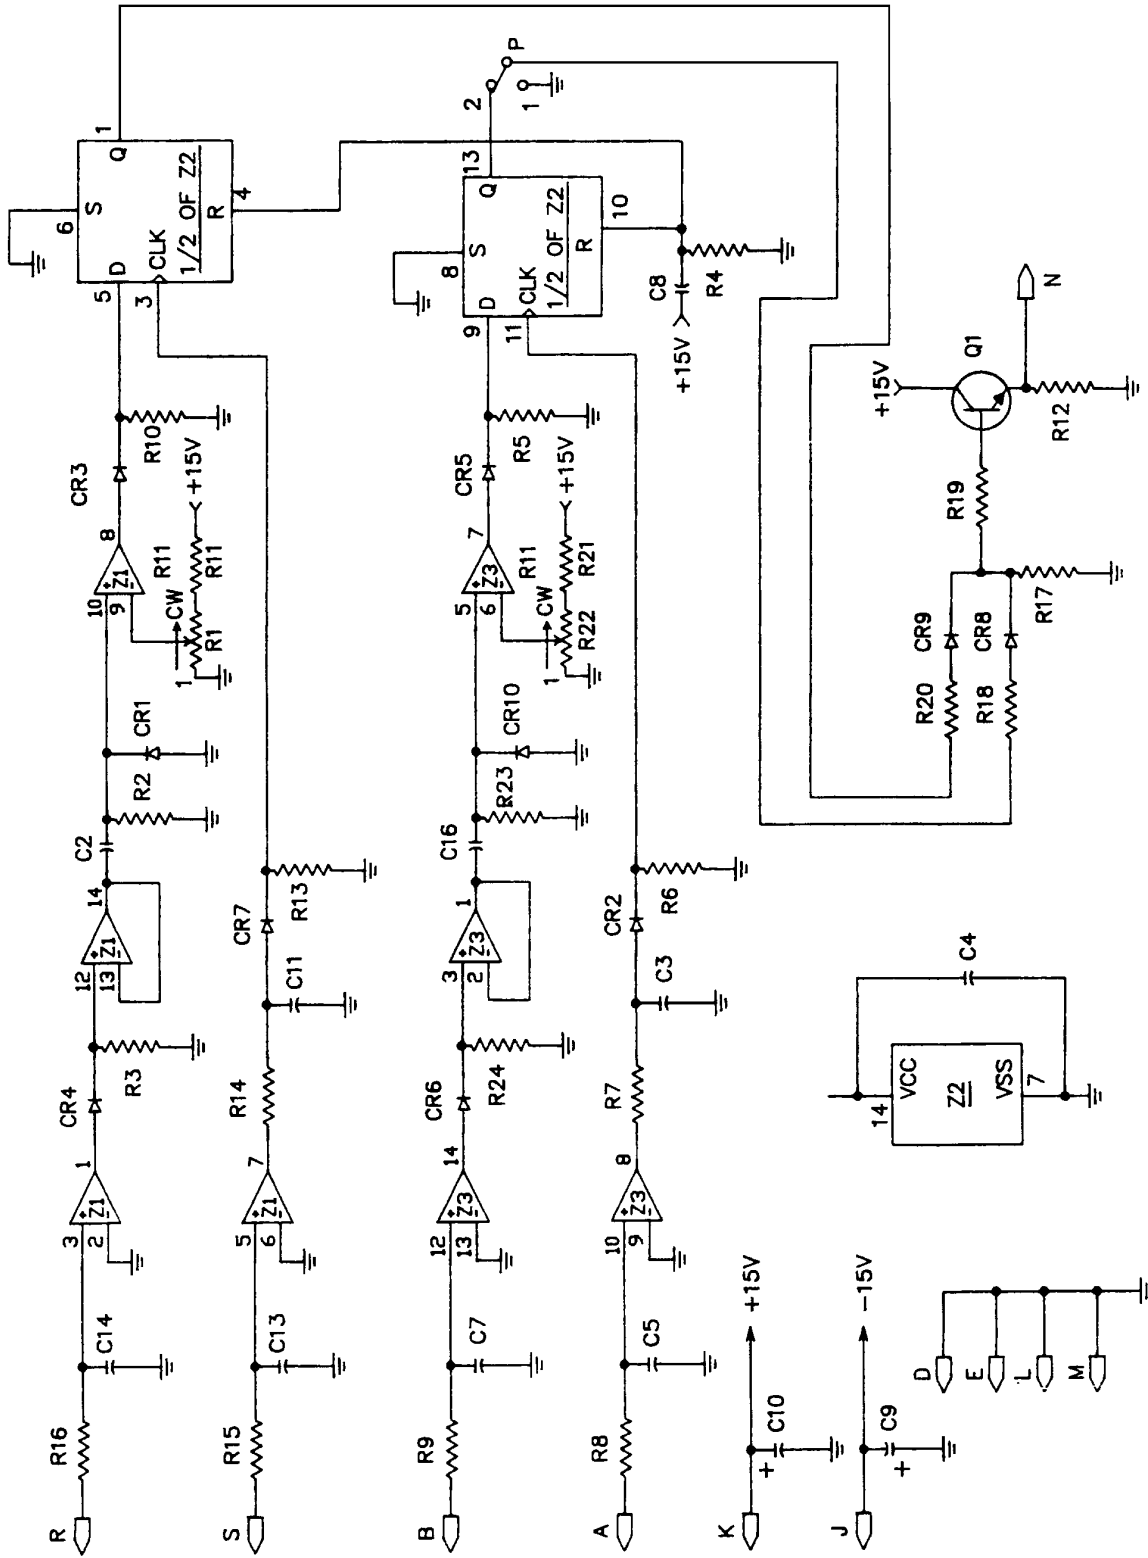 R
R16
C14
3
2
Z1
+
-
1
CR4
R3
12
13
Z1
+
-
14
C2
R2
CR1
10
9
Z1
+
-
8
R11
CR3
R10
1
CW
R1
R11
+15V
5
D
6
S
Q
1
3
CLK
1/2 OF Z2
R
4
S
R15
C13
5
6
Z1
+
-
7
R14
C11
CR7
R13
B
R9
C7
12
13
Z3
+
-
14
CR6
R24
3
2
Z3
+
-
1
C16
R23
CR10
5
6
Z3
+
-
7
R11
CR5
R5
1
CW
R22
R21
+15V
9
D
8
S
Q
13
11
CLK
1/2 OF Z2
R
10
2
1
P
A
R8
C5
10
9
Z3
+
-
8
R7
C3
CR2
R6
+15V
C8
R4
K
+
C10
+15V
J
+
C9
-15V
D
E
L
M
14
VCC
Z2
VSS
7
C4
R20
CR9
R18
CR8
R17
R19
+15V
Q1
R12
N